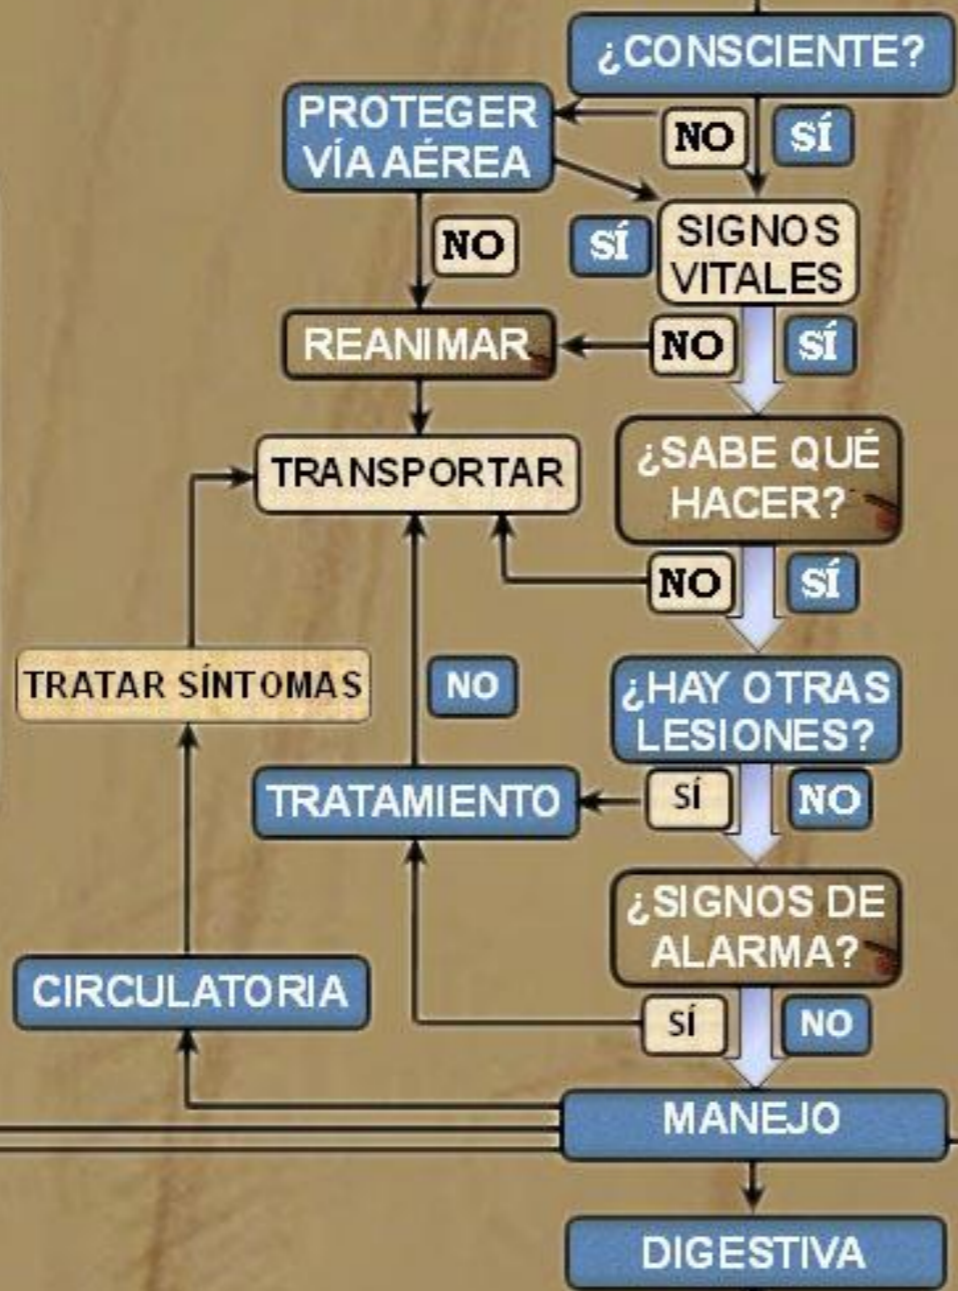 ¿CONSCIENTE?
PROTEGER
VÍA AÉREA
NO
SÍ
NO
SÍ
SIGNOS
VITALES
REANIMAR
NO
SÍ
TRANSPORTAR
¿SABE QUÉ
HACER?
NO
SÍ
TRATAR SÍNTOMAS
NO
¿HAY OTRAS
LESIONES?
TRATAMIENTO
SÍ
NO
¿SIGNOS DE
ALARMA?
CIRCULATORIA
SÍ
NO
MANEJO
DIGESTIVA